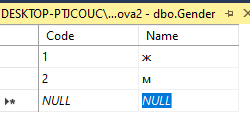 DESKTOP-PTJCOUC\...ova2 - dbo.Gender
Code Name
1 ж
2 м
NULL NULL